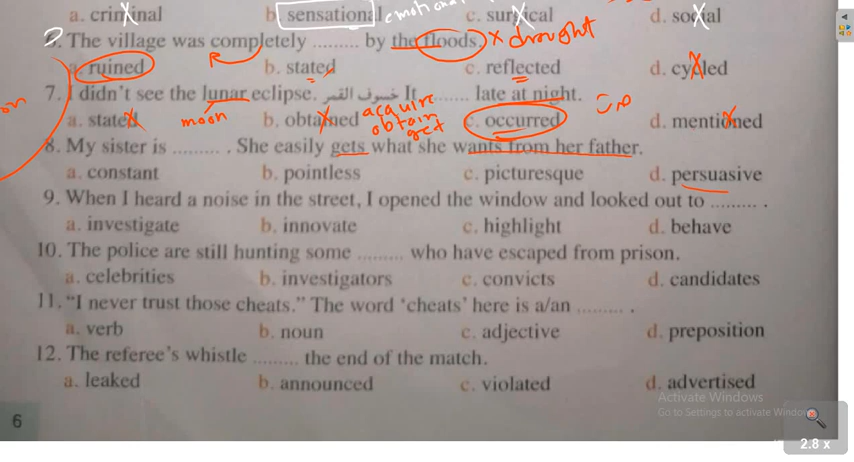 a. criminal b. sensational emotional c. surgical d. social
6. The village was completely ......... by the floods. x drought
a. ruined b. stated c. reflected d. cycled
7. I didn't see the lunar eclipse. خسوف القمر It ........ late at night.
moon acquire obtain get
a. stated b. obtained c. occurred d. mentioned
8. My sister is ......... . She easily gets what she wants from her father.
a. constant b. pointless c. picturesque d. persuasive
9. When I heard a noise in the street, I opened the window and looked out to ......... .
a. investigate b. innovate c. highlight d. behave
10. The police are still hunting some ......... who have escaped from prison.
a. celebrities b. investigators c. convicts d. candidates
11. “I never trust those cheats.” The word ‘cheats’ here is a/an ......... .
a. verb b. noun c. adjective d. preposition
12. The referee's whistle ......... the end of the match.
a. leaked b. announced c. violated d. advertised
Activate Windows
Go to Settings to activate Windows
6
2.8 x